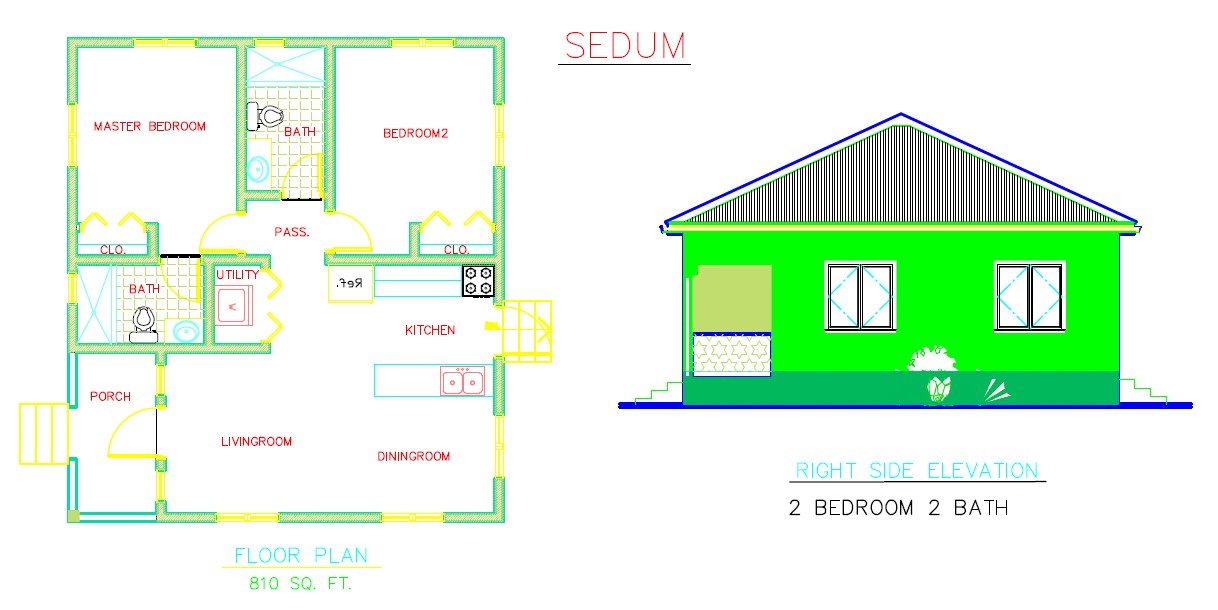 SEDUM
MASTER BEDROOM
BATH
BEDROOM2
PASS.
CLO.
CLO.
BATH
UTILITY
W
Ref.
KITCHEN
PORCH
LIVINGROOM
DININGROOM
FLOOR PLAN
810 SQ. FT.
RIGHT SIDE ELEVATION
2 BEDROOM 2 BATH